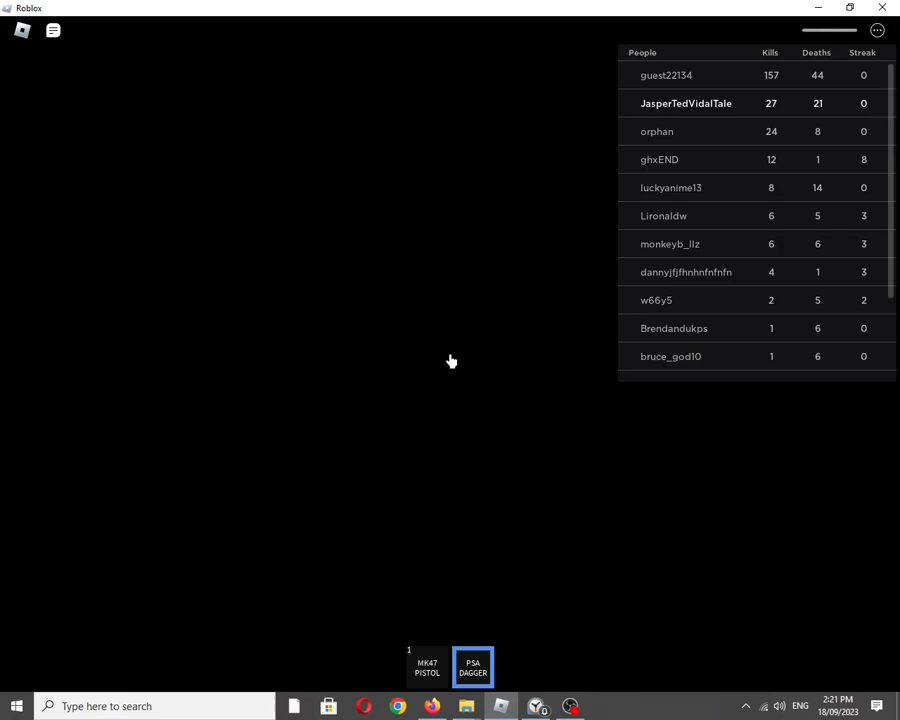 Roblox
People Kills Deaths Streak
guest22134 157 44 0
JasperTedVidalTale 27 21 0
orphan 24 8 0
ghxEND 12 1 8
luckyanime13 8 14 0
Lironaldw 6 5 3
monkeyb_llz 6 6 3
dannyjfjfhnhnfnfnfn 4 1 3
w66y5 2 5 2
Brendandukps 1 6 0
bruce_god10 1 6 0
1
MK47
PISTOL
PSA
DAGGER
Type here to search
ENG
2:21 PM
18/09/2023